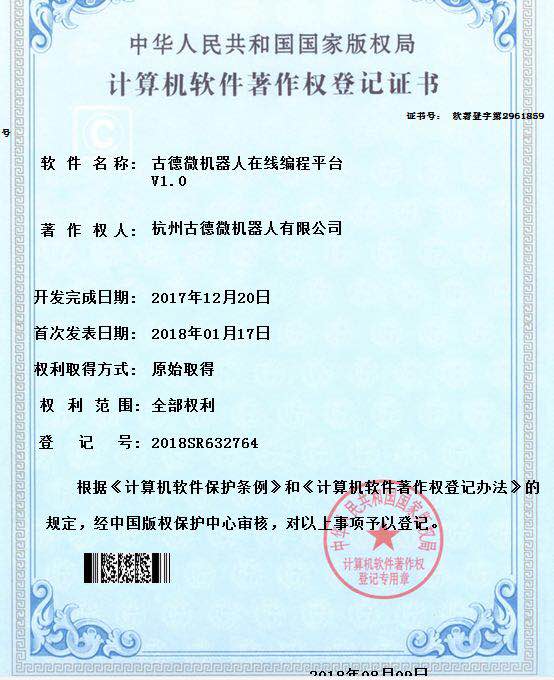 中华人民共和国国家版权局
计算机软件著作权登记证书
证书号： 软著登字第2961859
号
软件名称： 古德微机器人在线编程平台
V1.0
著作权人： 杭州古德微机器人有限公司
开发完成日期： 2017年12月20日
首次发表日期： 2018年01月17日
权利取得方式： 原始取得
权利范围： 全部权利
登记号： 2018SR632764
根据《计算机软件保护条例》和《计算机软件著作权登记办法》的
规定，经中国版权保护中心审核，对以上事项予以登记。
中华人民共和国国家版权局
计算机软件著作权
登记专用章
2018年08月09日